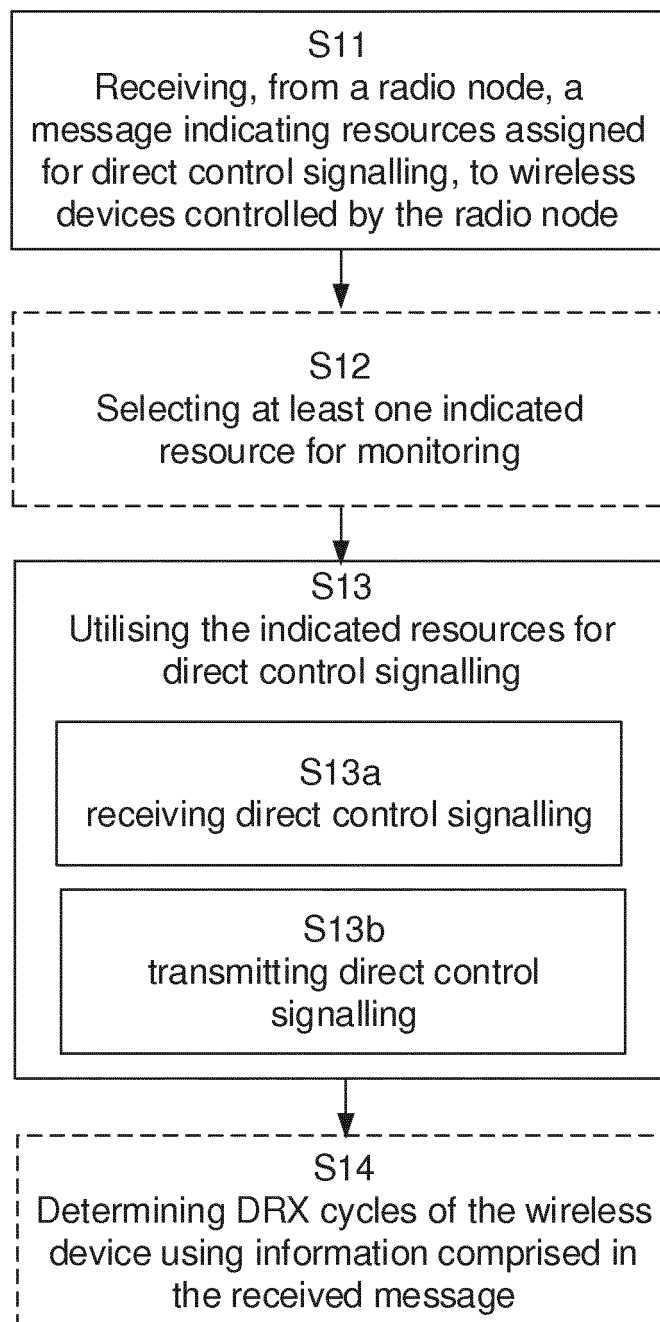 S11
Receiving, from a radio node, a
message indicating resources assigned
for direct control signalling, to wireless
devices controlled by the radio node
S12
Selecting at least one indicated
resource for monitoring
S13
Utilising the indicated resources for
direct control signalling
S13a
receiving direct control signalling
S13b
transmitting direct control
signalling
S14
Determining DRX cycles of the wireless
device using information comprised in
the received message